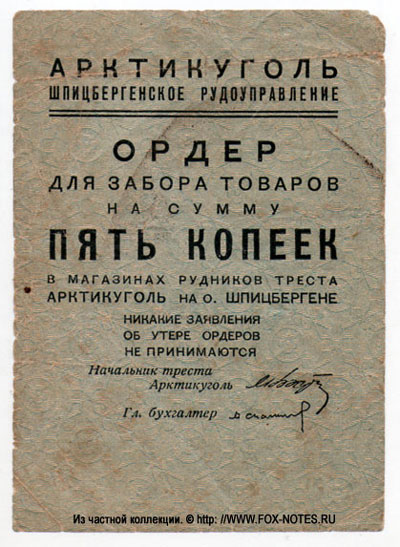 АРКТИКУГОЛЬ
ШПИЦБЕРГЕНСКОЕ РУДОУПРАВЛЕНИЕ
ОРДЕР
ДЛЯ ЗАБОРА ТОВАРОВ
НА СУММУ
ПЯТЬ КОПЕЕК
В МАГАЗИНАХ РУДНИКОВ ТРЕСТА
АРКТИКУГОЛЬ НА О. ШПИЦБЕРГЕНЕ
НИКАКИЕ ЗАЯВЛЕНИЯ
ОБ УТЕРЕ ОРДЕРОВ
НЕ ПРИНИМАЮТСЯ
Начальник треста
Арктикуголь
Гл. бухгалтер
Из частной коллекции. © http: //WWW.FOX-NOTES.RU